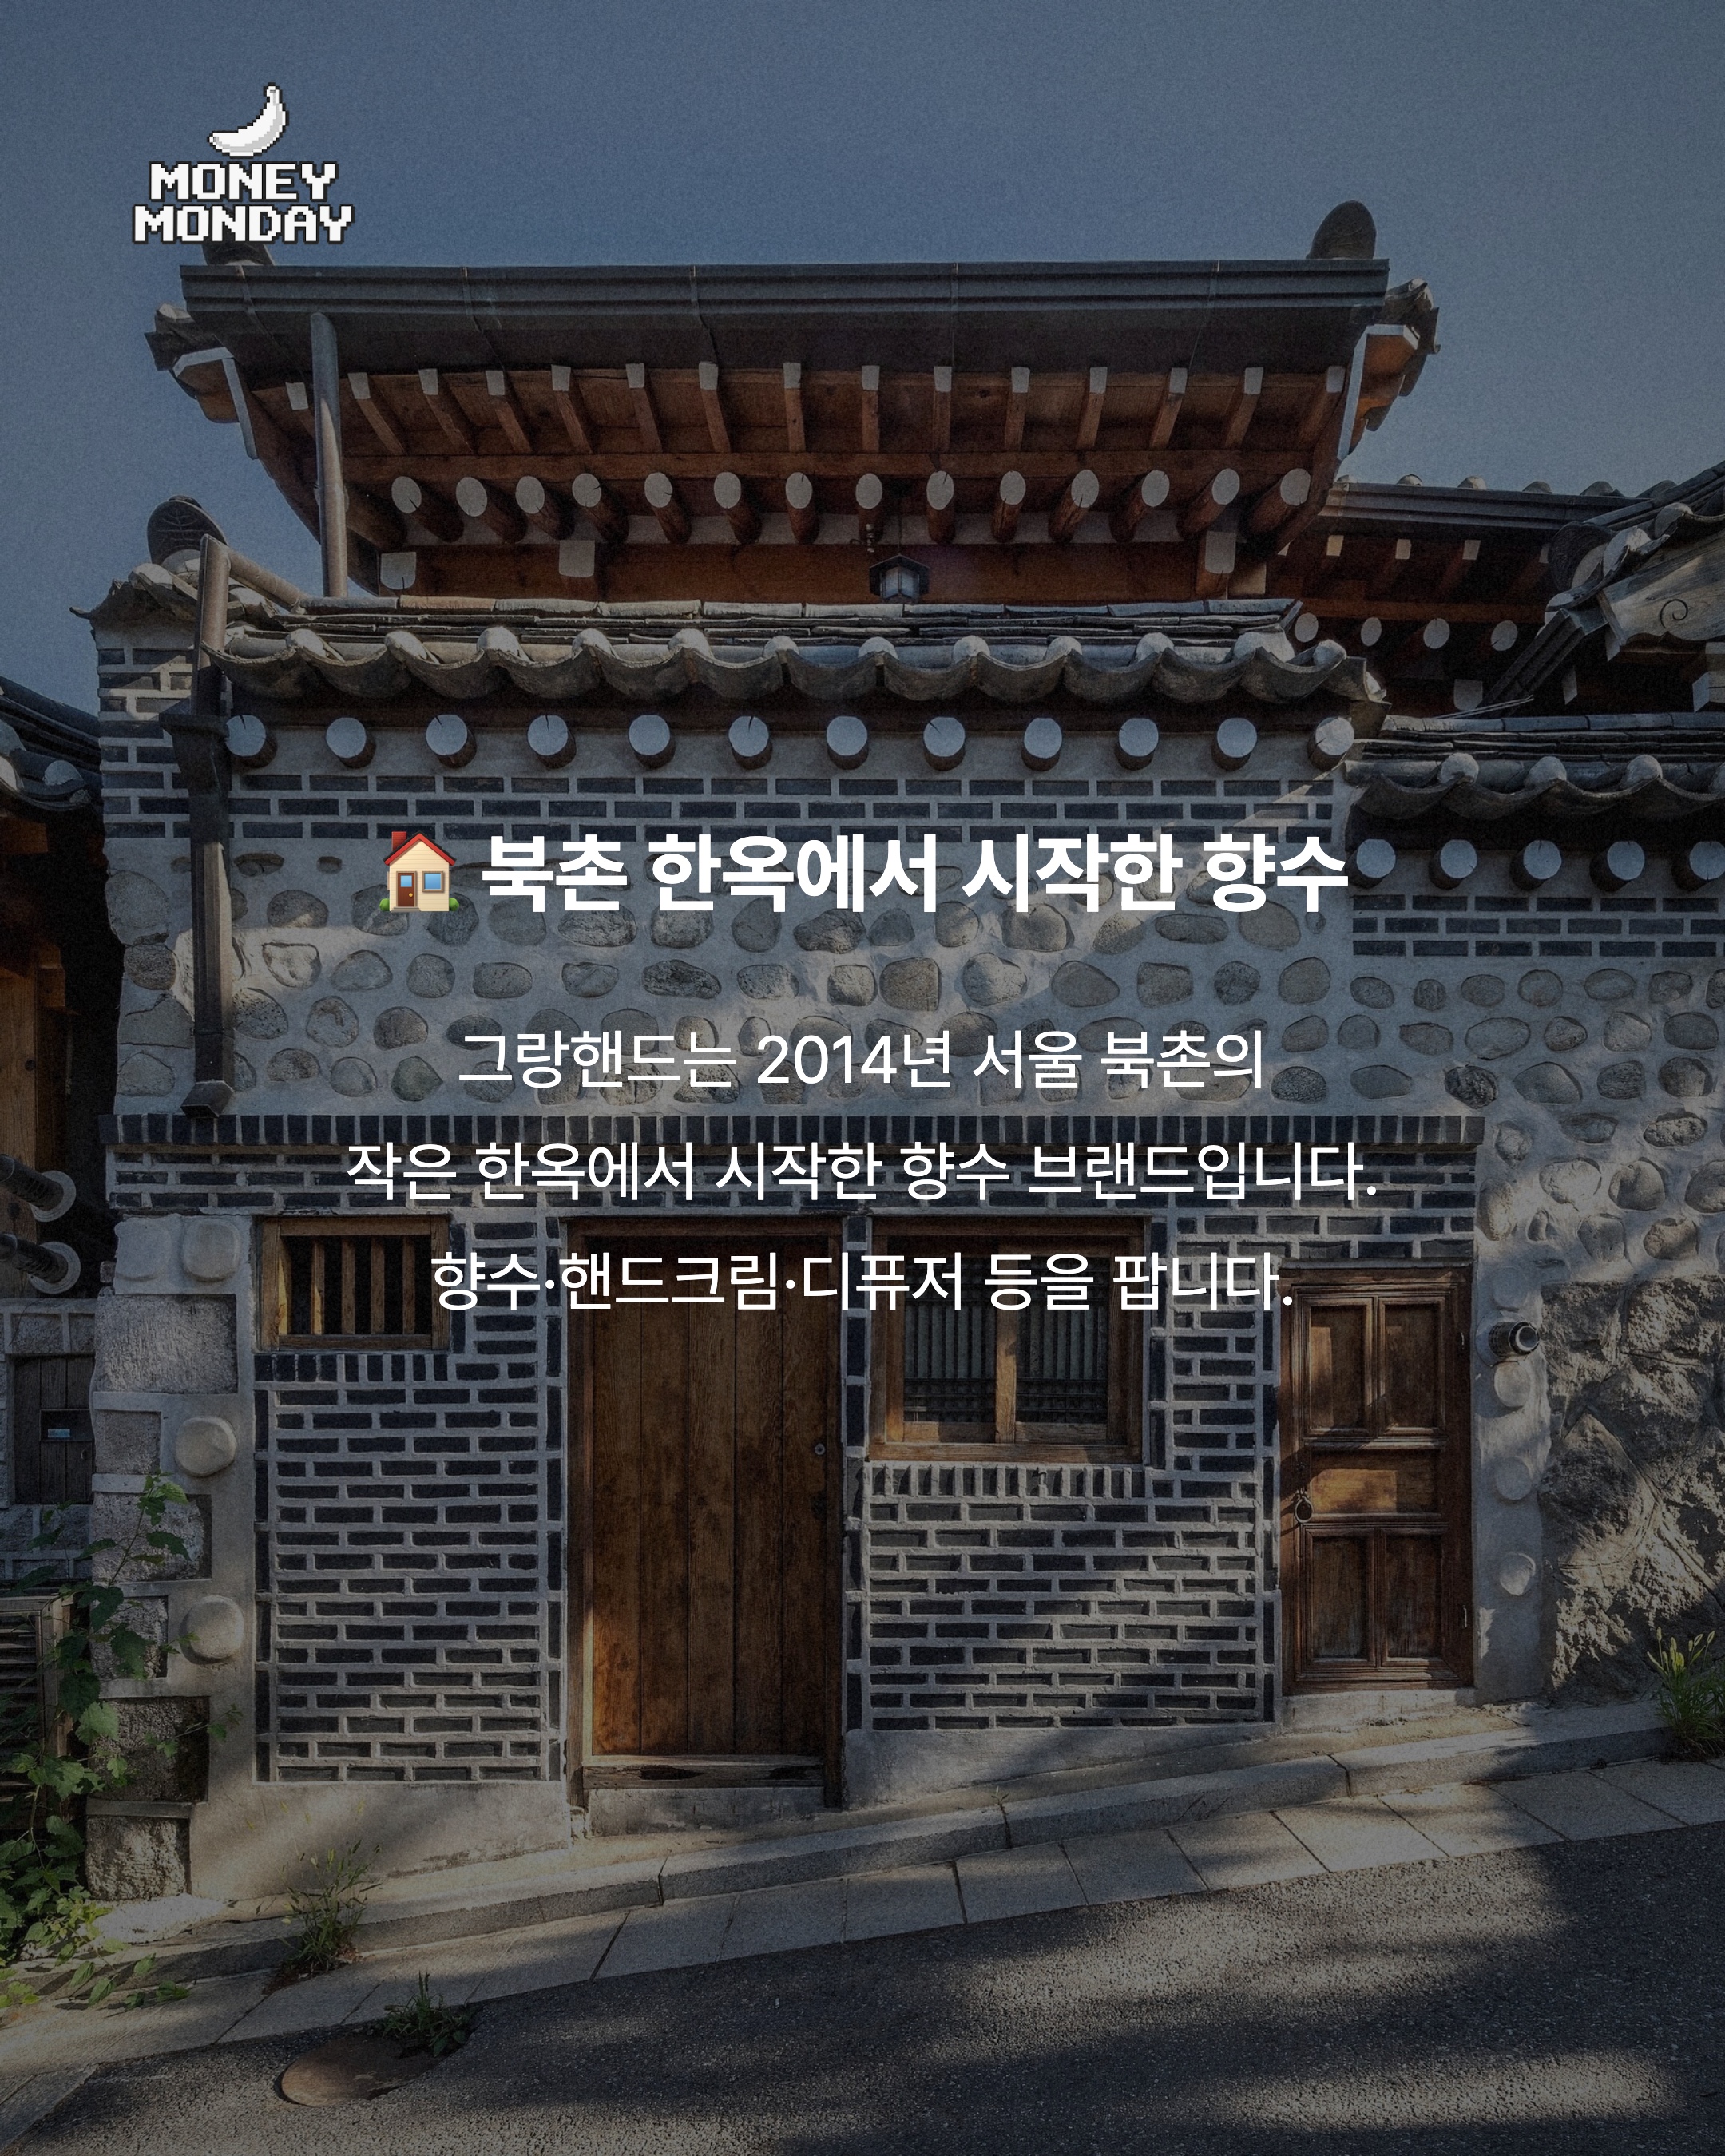 MONEY
MONDAY
🏠 북촌 한옥에서 시작한 향수
그랑핸드는 2014년 서울 북촌의
작은 한옥에서 시작한 향수 브랜드입니다.
향수·핸드크림·디퓨저 등을 팝니다.